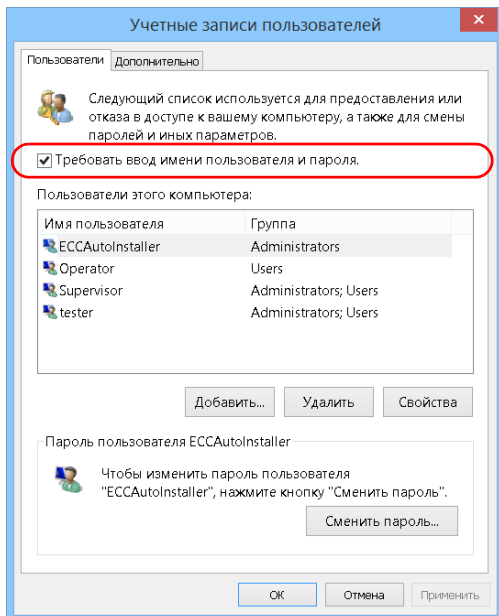 Учетные записи пользователей
Пользователи Дополнительно
Следующий список используется для предоставления или
отказа в доступе к вашему компьютеру, а также для смены
паролей и иных параметров.
Требовать ввод имени пользователя и пароля.
Пользователи этого компьютера:
Имя пользователя Группа
ECCAutoInstaller Administrators
Operator Users
Supervisor Administrators; Users
tester Administrators; Users
Добавить... Удалить Свойства
Пароль пользователя ECCAutoInstaller
Чтобы изменить пароль пользователя
"ECCAutoInstaller", нажмите кнопку "Сменить пароль".
Сменить пароль...
ОК Отмена Применить